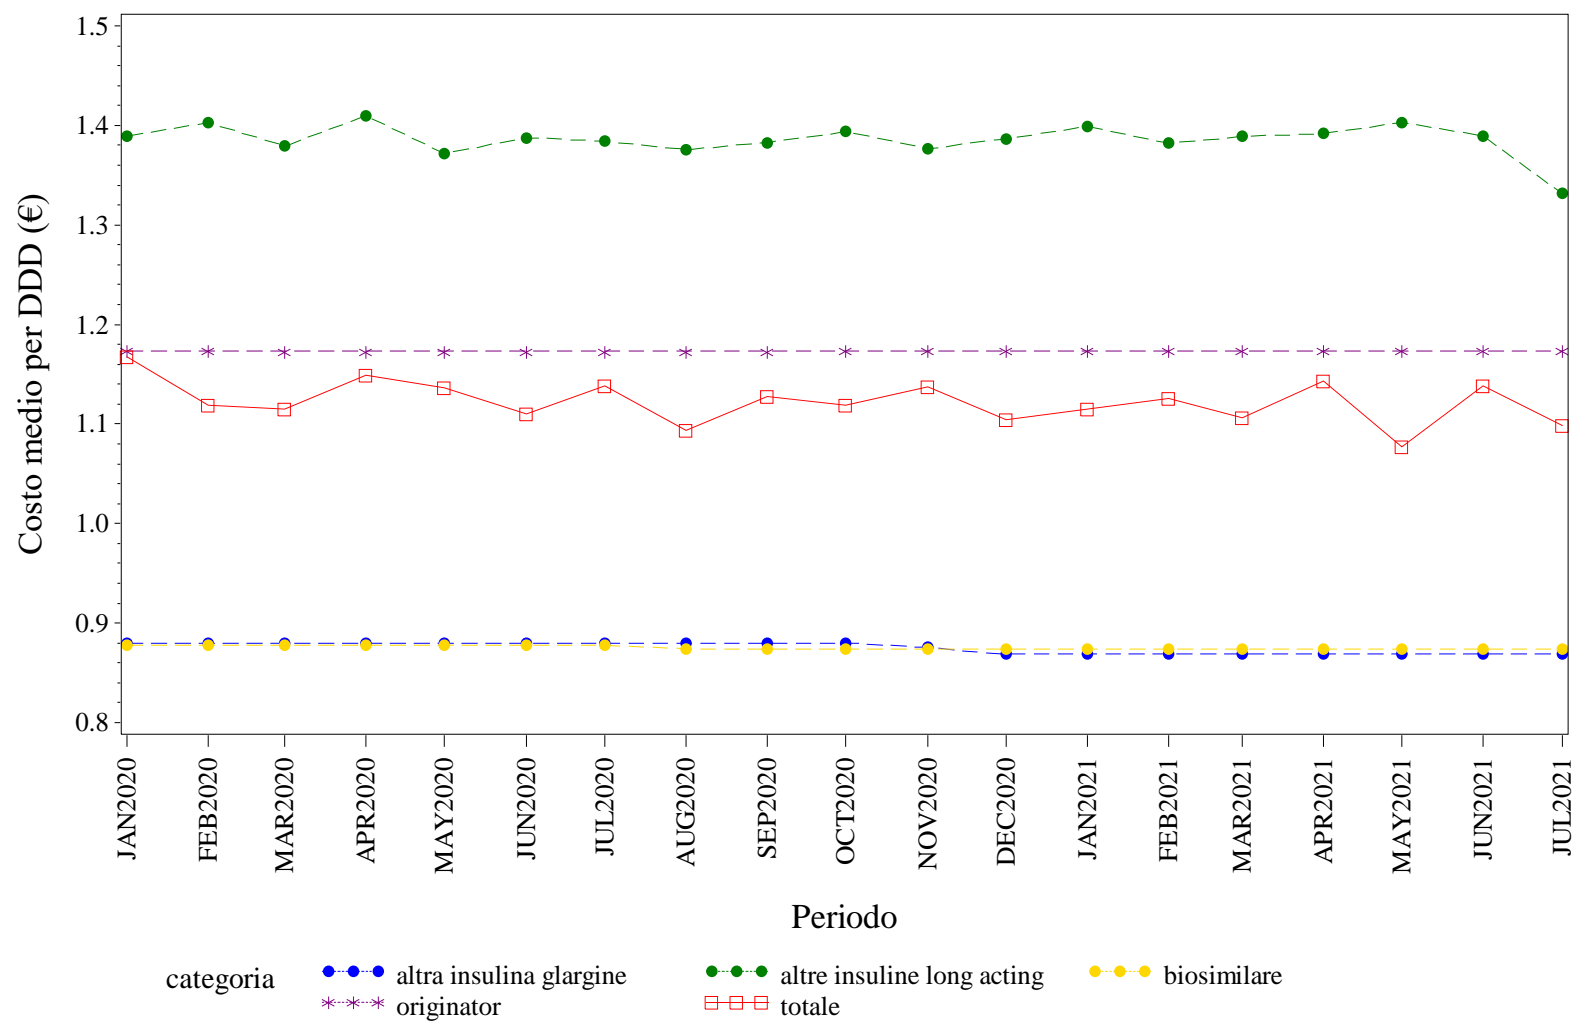 Costo medio per DDD (€)
1.5
1.4
1.3
1.2
1.1
1.0
0.9
0.8
JAN2020
FEB2020
MAR2020
APR2020
MAY2020
JUN2020
JUL2020
AUG2020
SEP2020
OCT2020
NOV2020
DEC2020
JAN2021
FEB2021
MAR2021
APR2021
MAY2021
JUN2021
JUL2021
Periodo
categoria
altra insulina glargine
altre insuline long acting
biosimilare
originator
totale